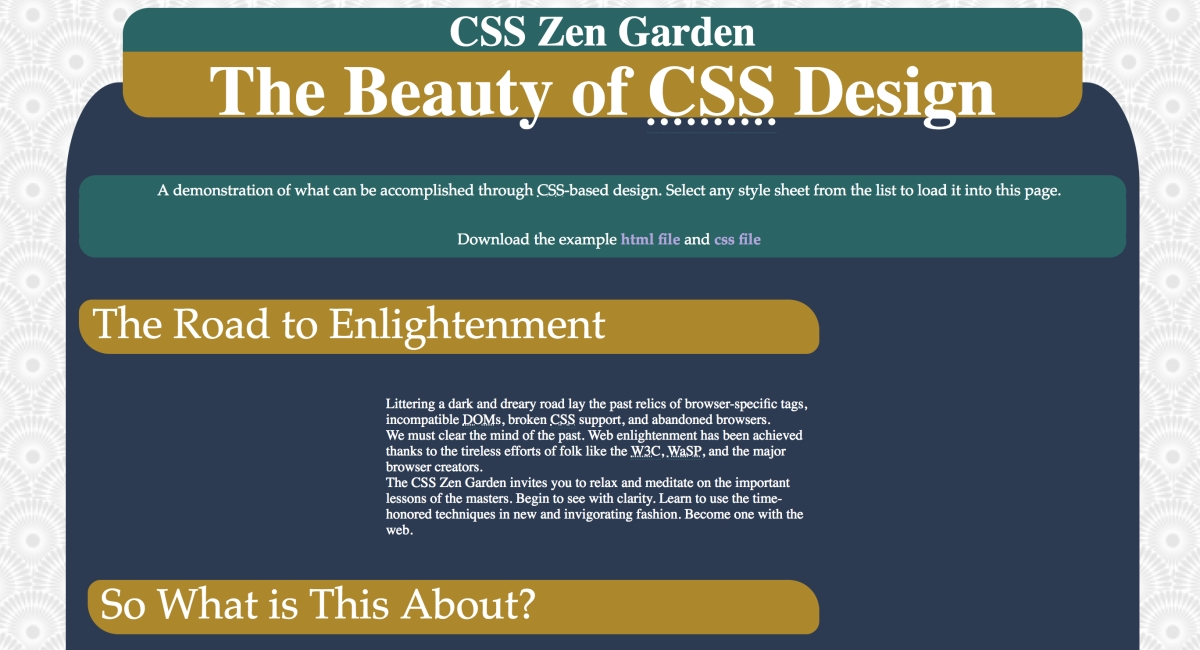 CSS Zen Garden
The Beauty of CSS Design
A demonstration of what can be accomplished through CSS-based design. Select any style sheet from the list to load it into this page.
Download the example html file and css file
The Road to Enlightenment
Littering a dark and dreary road lay the past relics of browser-specific tags,
incompatible DOMs, broken CSS support, and abandoned browsers.
We must clear the mind of the past. Web enlightenment has been achieved
thanks to the tireless efforts of folk like the W3C, WaSP, and the major
browser creators.
The CSS Zen Garden invites you to relax and meditate on the important
lessons of the masters. Begin to see with clarity. Learn to use the time-
honored techniques in new and invigorating fashion. Become one with the
web.
So What is This About?